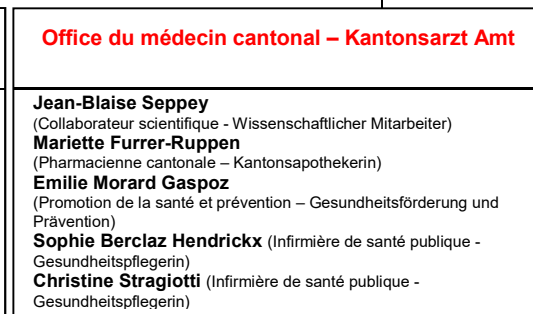 Office du médecin cantonal – Kantonsarzt Amt
Jean-Blaise Seppey
(Collaborateur scientifique - Wissenschaftlicher Mitarbeiter)
Mariette Furrer-Ruppen
(Pharmacienne cantonale – Kantonsapothekerin)
Emilie Morard Gaspoz
(Promotion de la santé et prévention – Gesundheitsförderung und
Prävention)
Sophie Berclaz Hendrickx (Infirmière de santé publique -
Gesundheitspflegerin)
Christine Stragiotti (Infirmière de santé publique -
Gesundheitspflegerin)